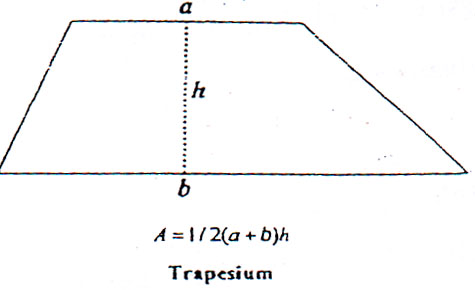 a
h
b
A = 1/2(a + b)h
Trapesium